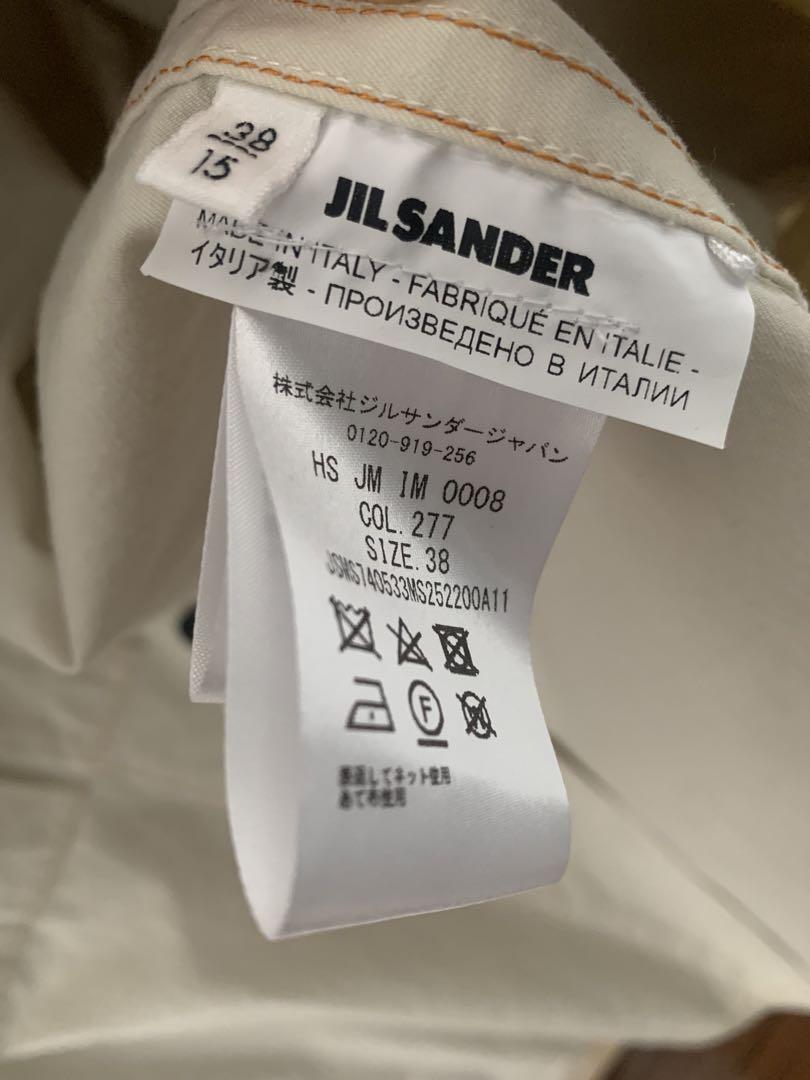 38
15
JIL SANDER
MADE IN ITALY - FABRIQUÉ EN ITALIE -
イタリア製 - ПРОИЗВЕДЕНО В ИТАЛИИ
株式会社ジルサンダージャパン
0120-919-256
HS JM IM 0008
COL.277
SIZE.38
JSMS740533MS252200A11
F
W
裏返してネット使用
あて布使用